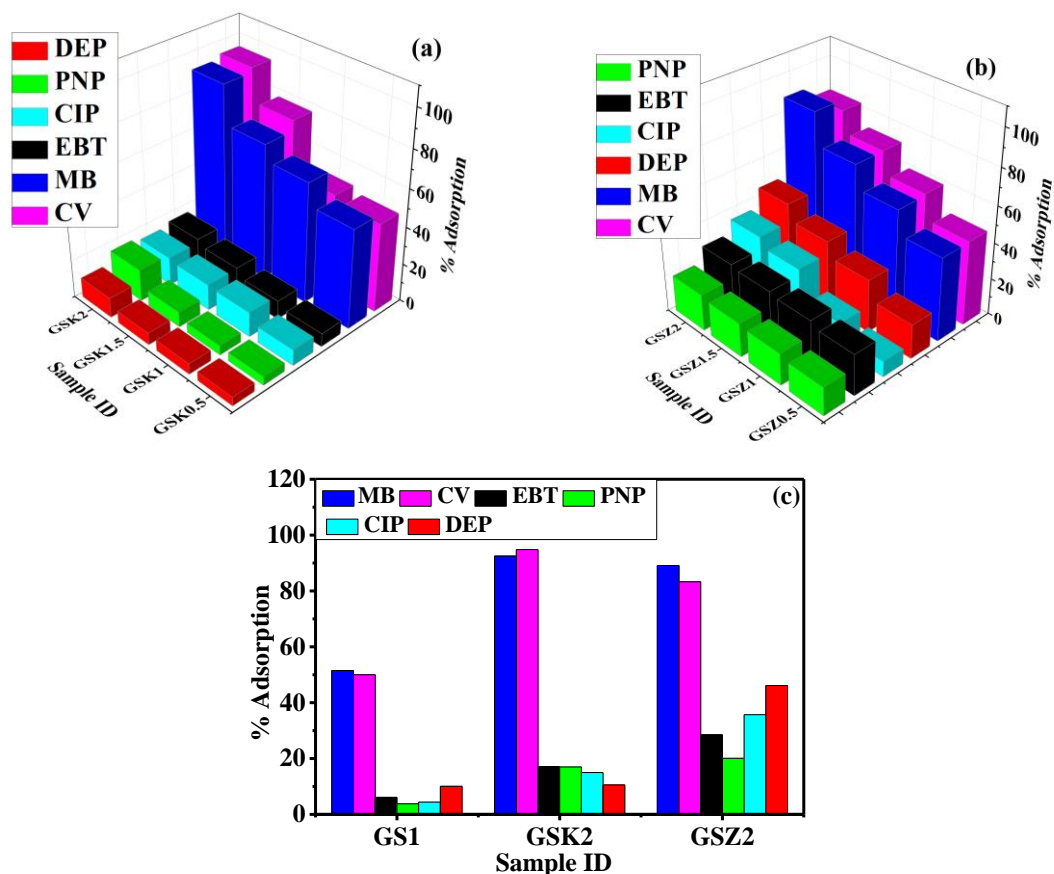 (a)
DEP
PNP
CIP
EBT
MB
CV
100
80
60
40
20
0
% Adsorption
GSK2
GSK1.5
GSK1
GSK0.5
Sample ID
(b)
PNP
EBT
CIP
DEP
MB
CV
100
80
60
40
20
0
% Adsorption
GSZ2
GSZ1.5
GSZ1
GSZ0.5
Sample ID
(c)
MB CV EBT PNP
CIP DEP
120
100
80
60
40
20
0
% Adsorption
GS1 GSK2 GSZ2
Sample ID